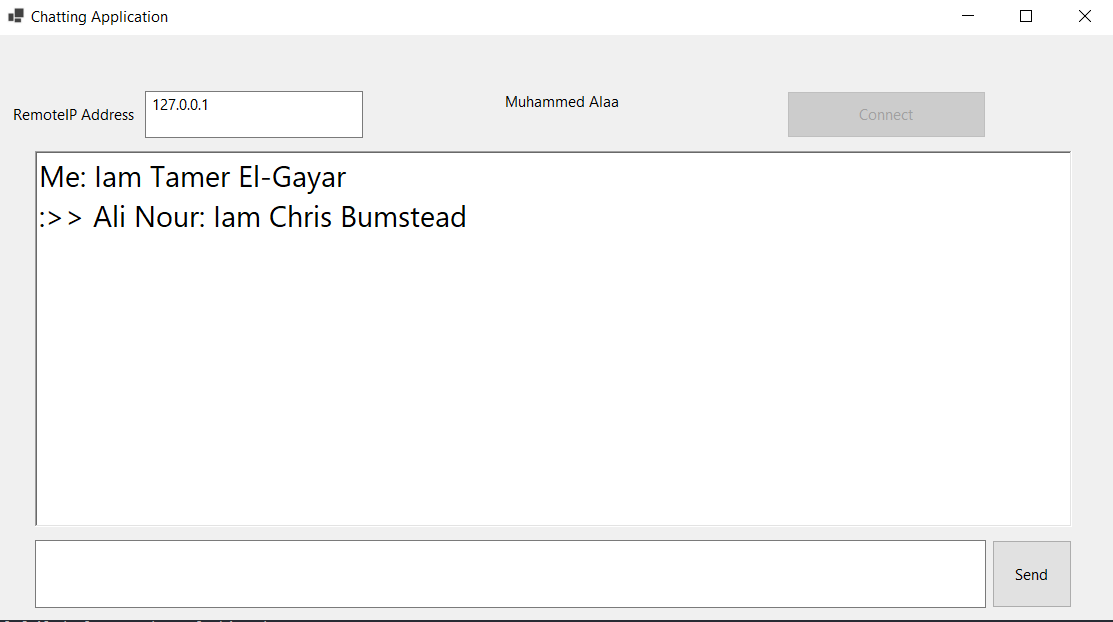 Chatting Application
RemoteIP Address
127.0.0.1
Muhammed Alaa
Connect
Me: Iam Tamer El-Gayar
:>> Ali Nour: Iam Chris Bumstead
Send